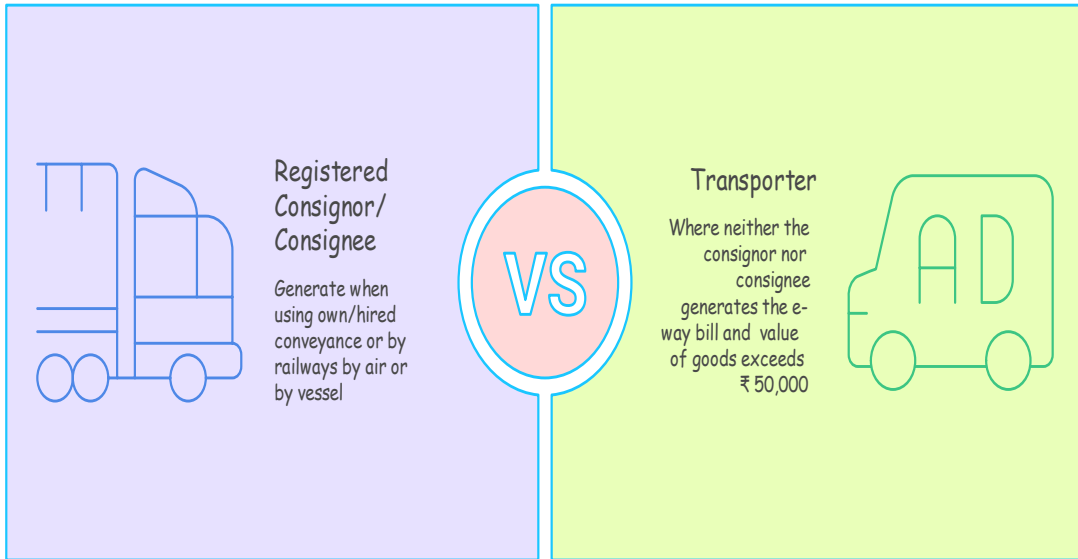 Registered
Consignor/
Consignee
Generate when
using own/hired
conveyance or by
railways by air or
by vessel
VS
Transporter
Where neither the
consignor nor
consignee
generates the e-
way bill and value
of goods exceeds
₹ 50,000
AD